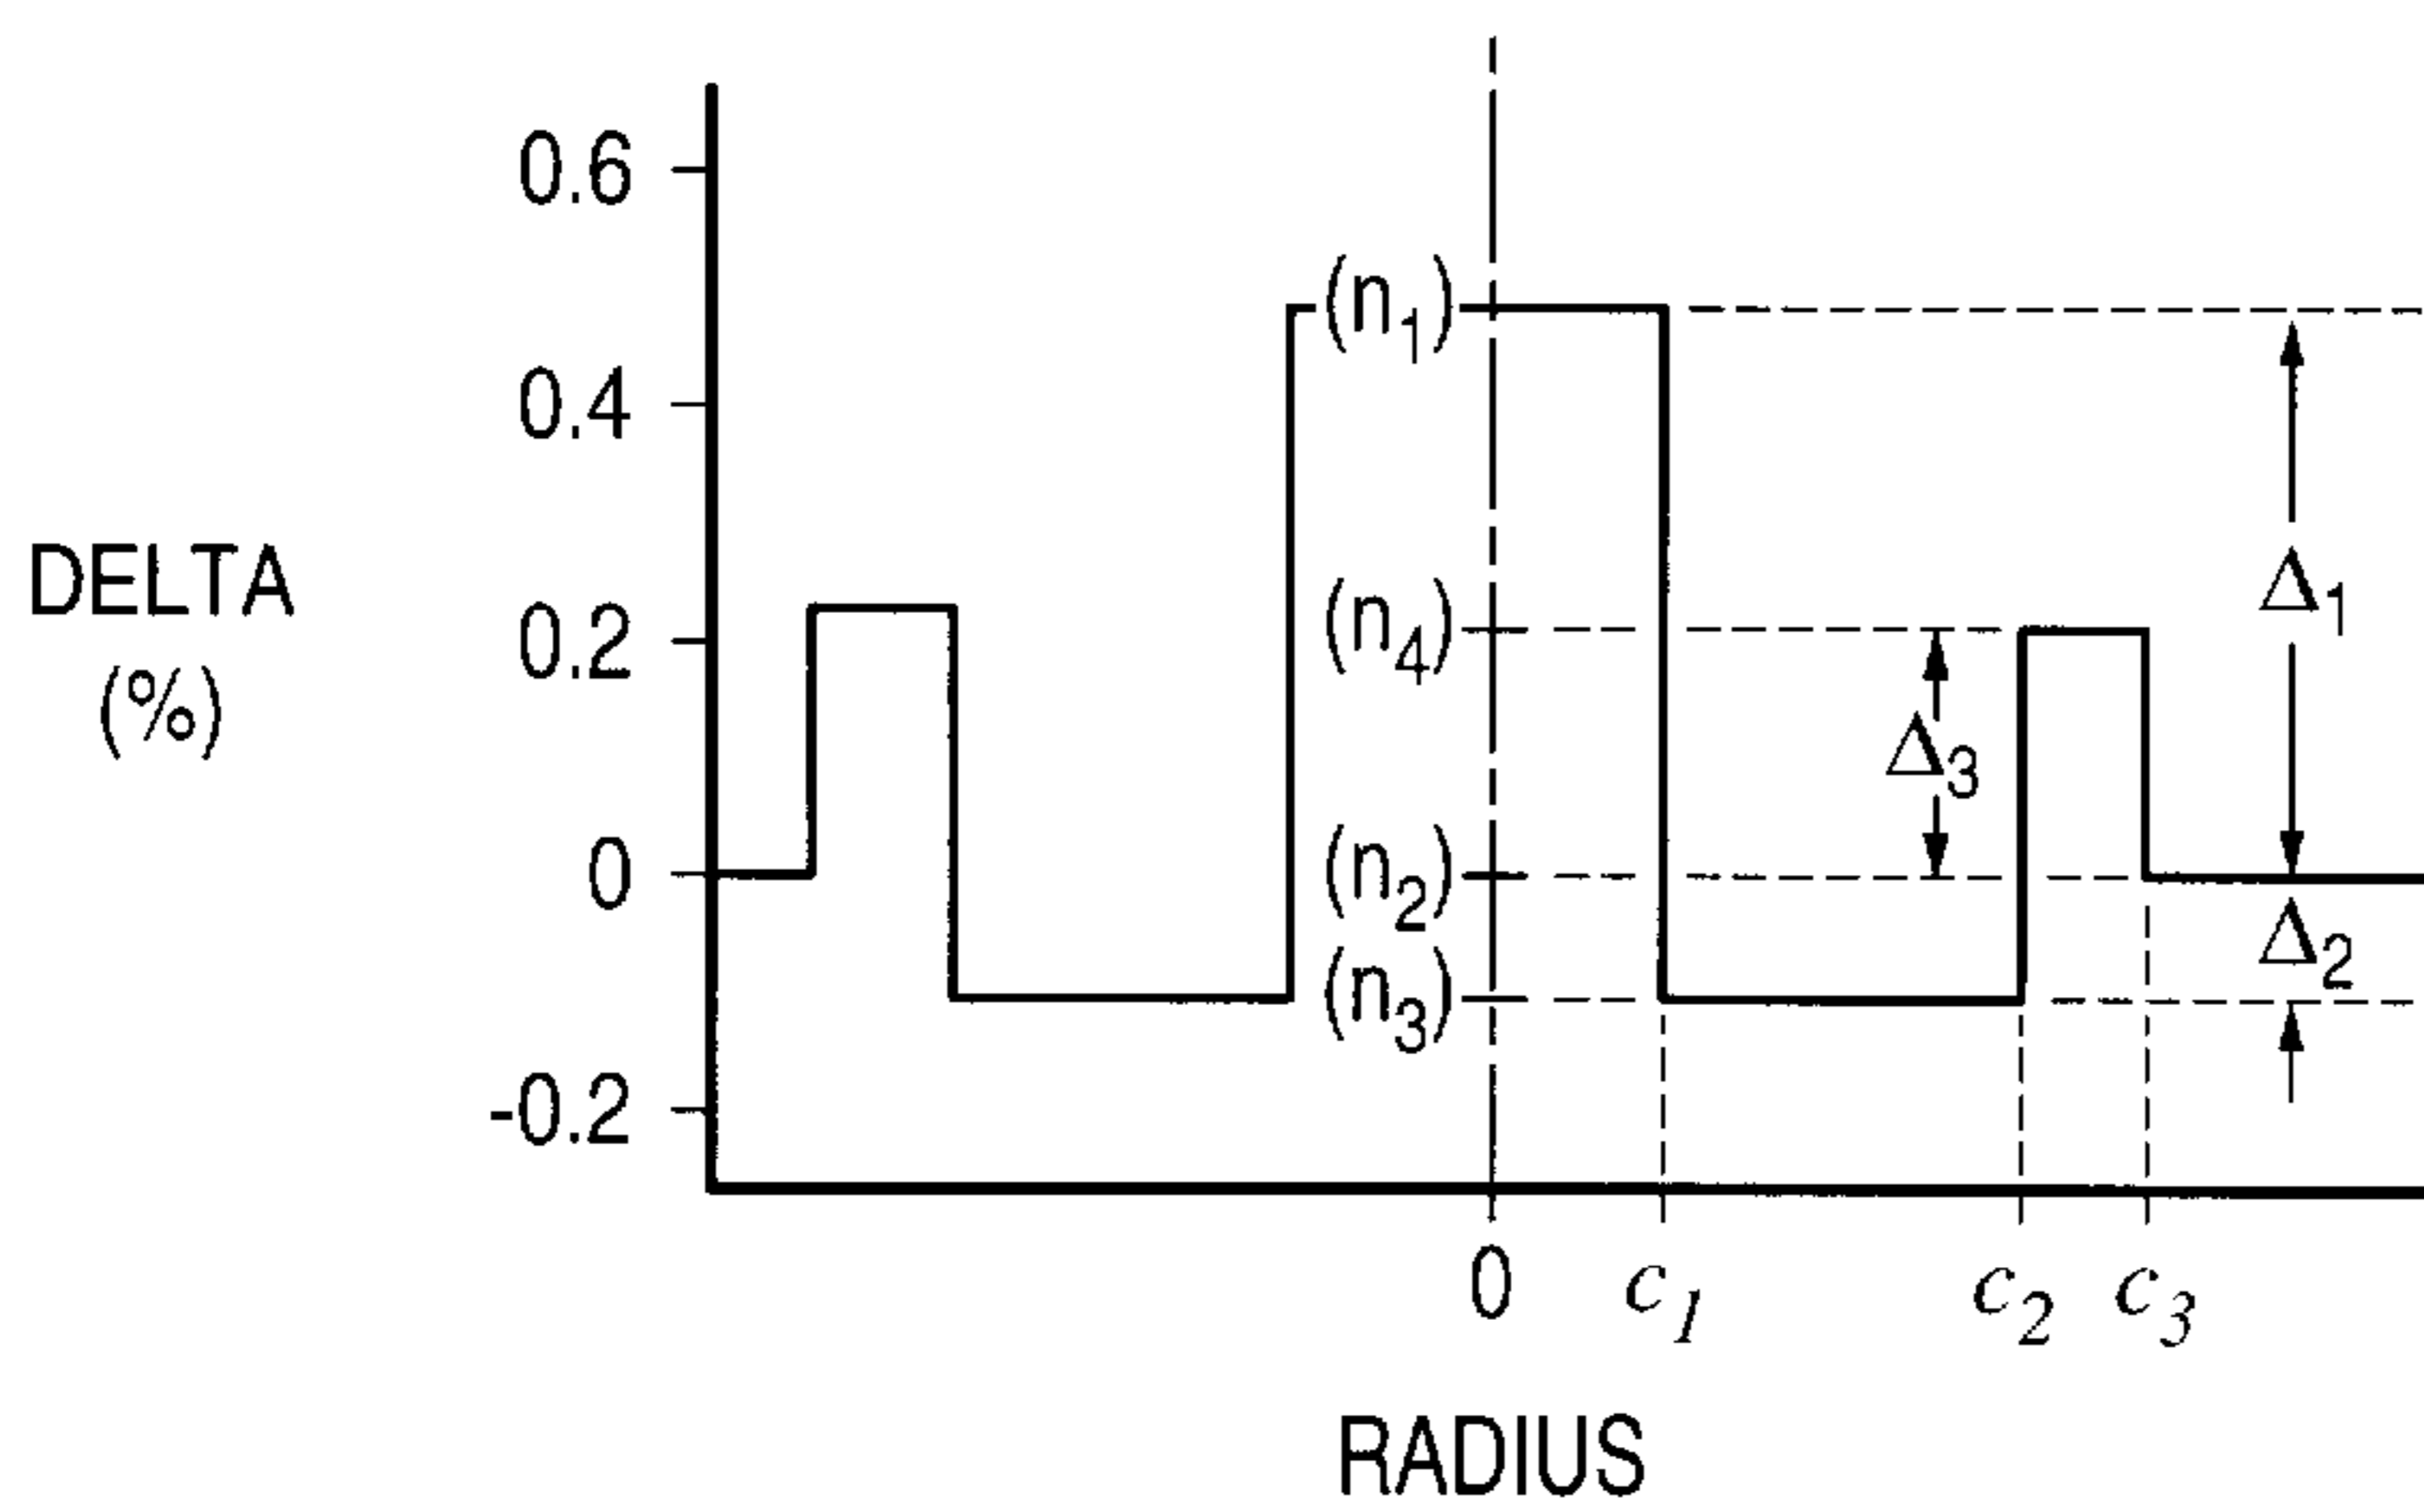 0.6
(n1)
0.4
DELTA
(%)
Δ1
0.2
(n4)
Δ3
0
(n2)
Δ2
(n3)
-0.2
0 c1 c2 c3
RADIUS